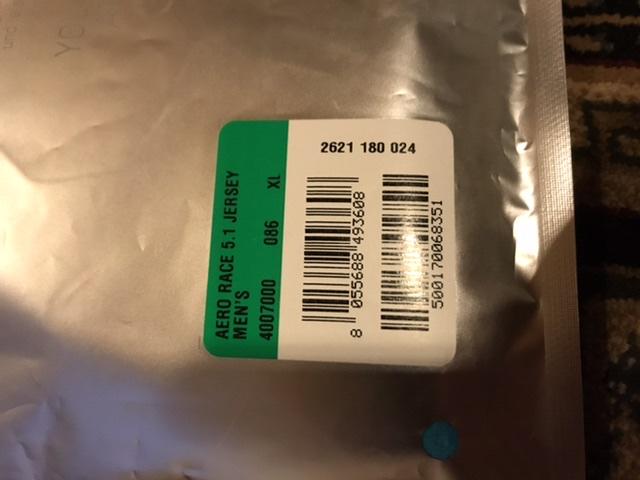 2621 180 024
AERO RACE 5.1 JERSEY
MEN'S
4007000 086 XL
8 055688 493608
500170068351